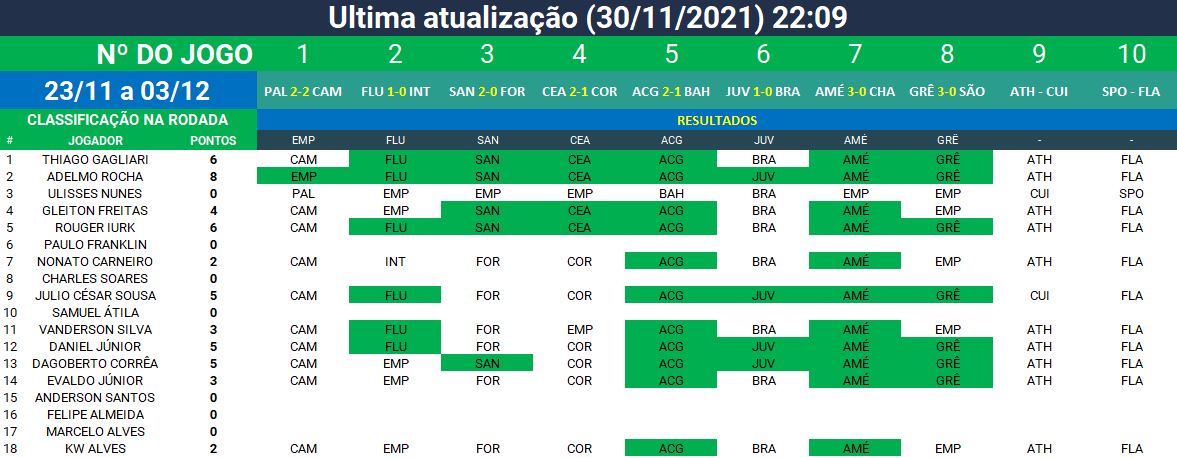 Ultima atualização (30/11/2021) 22:09
Nº DO JOGO 1 2 3 4 5 6 7 8 9 10
23/11 a 03/12 PAL 2-2 CAM FLU 1-0 INT SAN 2-0 FOR CEA 2-1 COR ACG 2-1 BAH JUV 1-0 BRA AMÉ 3-0 CHA GRÊ 3-0 SÃO ATH - CUI SPO - FLA
CLASSIFICAÇÃO NA RODADA RESULTADOS
# JOGADOR PONTOS EMP FLU SAN CEA ACG JUV AMÉ GRÊ - -
1 THIAGO GAGLIARI 6 CAM FLU SAN CEA ACG BRA AMÉ GRÊ ATH FLA
2 ADELMO ROCHA 8 EMP FLU SAN CEA ACG JUV AMÉ GRÊ ATH FLA
3 ULISSES NUNES 0 PAL EMP EMP EMP BAH BRA EMP EMP CUI SPO
4 GLEITON FREITAS 4 CAM EMP SAN CEA ACG BRA AMÉ EMP ATH FLA
5 ROUGER IURK 6 CAM FLU SAN CEA ACG BRA AMÉ GRÊ ATH FLA
6 PAULO FRANKLIN 0
7 NONATO CARNEIRO 2 CAM INT FOR COR ACG BRA AMÉ EMP ATH FLA
8 CHARLES SOARES 0
9 JULIO CÉSAR SOUSA 5 CAM FLU FOR COR ACG JUV AMÉ GRÊ CUI FLA
10 SAMUEL ÁTILA 0
11 VANDERSON SILVA 3 CAM FLU FOR EMP ACG BRA AMÉ EMP ATH FLA
12 DANIEL JÚNIOR 5 CAM FLU FOR COR ACG JUV AMÉ GRÊ ATH FLA
13 DAGOBERTO CORRÊA 5 CAM EMP SAN COR ACG JUV AMÉ GRÊ ATH FLA
14 EVALDO JÚNIOR 3 CAM EMP FOR COR ACG BRA AMÉ GRÊ ATH FLA
15 ANDERSON SANTOS 0
16 FELIPE ALMEIDA 0
17 MARCELO ALVES 0
18 KW ALVES 2 CAM EMP FOR COR ACG BRA AMÉ EMP ATH FLA